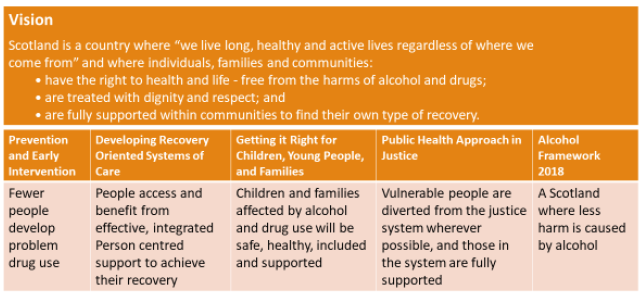 Vision
Scotland is a country where “we live long, healthy and active lives regardless of where we
come from” and where individuals, families and communities:
• have the right to health and life - free from the harms of alcohol and drugs;
• are treated with dignity and respect; and
• are fully supported within communities to find their own type of recovery.
Prevention
and Early
Intervention
Developing Recovery
Oriented Systems of
Care
Getting it Right for
Children, Young People,
and Families
Public Health Approach in
Justice
Alcohol
Framework
2018
Fewer
people
develop
problem
drug use
People access and
benefit from
effective, integrated
Person centred
support to achieve
their recovery
Children and families
affected by alcohol
and drug use will be
safe, healthy, included
and supported
Vulnerable people are
diverted from the justice
system wherever
possible, and those in
the system are fully
supported
A Scotland
where less
harm is caused
by alcohol